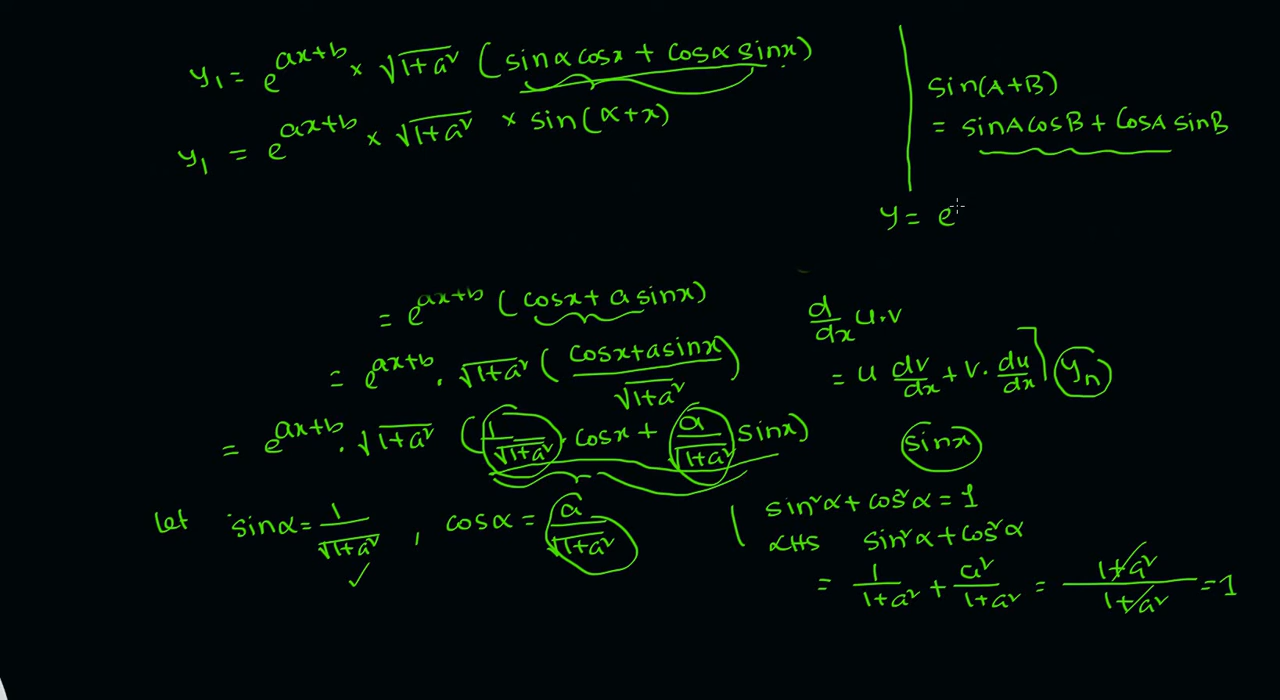 y₁ = e^(ax+b) × √(1+a²) (sinα cosx + cosα sinx)
y₁ = e^(ax+b) × √(1+a²) × sin(α+x)
sin(A+B)
= sinA cosB + CosA sinB
y = e
= e^(ax+b) (cosx + a sinx)
= e^(ax+b) . √(1+a²) ( (cosx+asinx)/√(1+a²) )
= e^(ax+b) . √(1+a²) ( 1/√(1+a²) . cosx + a/√(1+a²) sinx)
Let sinα = 1/√(1+a²) , cosα = a/√(1+a²) ✓
d/dx u.v
= u dv/dx + v. du/dx ] yₙ
sinx
sin²α + cos²α = 1
LHS sin²α + cos²α
= 1/(1+a²) + a²/(1+a²) = (1+a²)/(1+a²) = 1